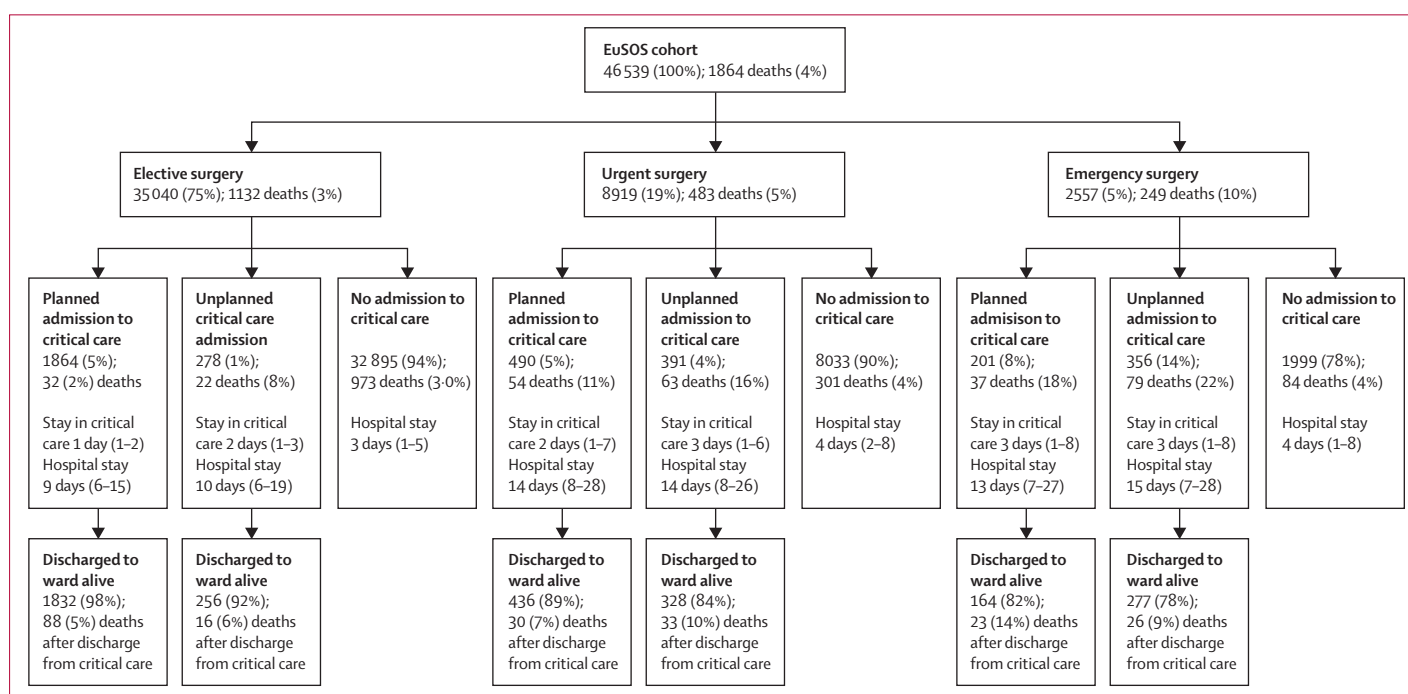 EuSOS cohort
46 539 (100%); 1864 deaths (4%)
Elective surgery
35 040 (75%); 1132 deaths (3%)
Urgent surgery
8919 (19%); 483 deaths (5%)
Emergency surgery
2557 (5%); 249 deaths (10%)
Planned
admission to
critical care
1864 (5%);
32 (2%) deaths
Stay in critical
care 1 day (1–2)
Hospital stay
9 days (6–15)
Unplanned
critical care
admission
278 (1%);
22 deaths (8%)
Stay in critical
care 2 days (1–3)
Hospital stay
10 days (6–19)
No admission to
critical care
32 895 (94%);
973 deaths (3·0%)
Hospital stay
3 days (1–5)
Planned
admission to
critical care
490 (5%);
54 deaths (11%)
Stay in critical
care 2 days (1–7)
Hospital stay
14 days (8–28)
Unplanned
admission to
critical care
391 (4%);
63 deaths (16%)
Stay in critical
care 3 days (1–6)
Hospital stay
14 days (8–26)
No admission to
critical care
8033 (90%);
301 deaths (4%)
Hospital stay
4 days (2–8)
Planned
admisison to
critical care
201 (8%);
37 deaths (18%)
Stay in critical
care 3 days (1–8)
Hospital stay
13 days (7–27)
Unplanned
admission to
critical care
356 (14%);
79 deaths (22%)
Stay in critical
care 3 days (1–8)
Hospital stay
15 days (7–28)
No admission to
critical care
1999 (78%);
84 deaths (4%)
Hospital stay
4 days (1–8)
Discharged to
ward alive
1832 (98%);
88 (5%) deaths
after discharge
from critical care
Discharged to
ward alive
256 (92%);
16 (6%) deaths
after discharge
from critical care
Discharged to
ward alive
436 (89%);
30 (7%) deaths
after discharge
from critical care
Discharged to
ward alive
328 (84%);
33 (10%) deaths
after discharge
from critical care
Discharged to
ward alive
164 (82%);
23 (14%) deaths
after discharge
from critical care
Discharged to
ward alive
277 (78%);
26 (9%) deaths
after discharge
from critical care